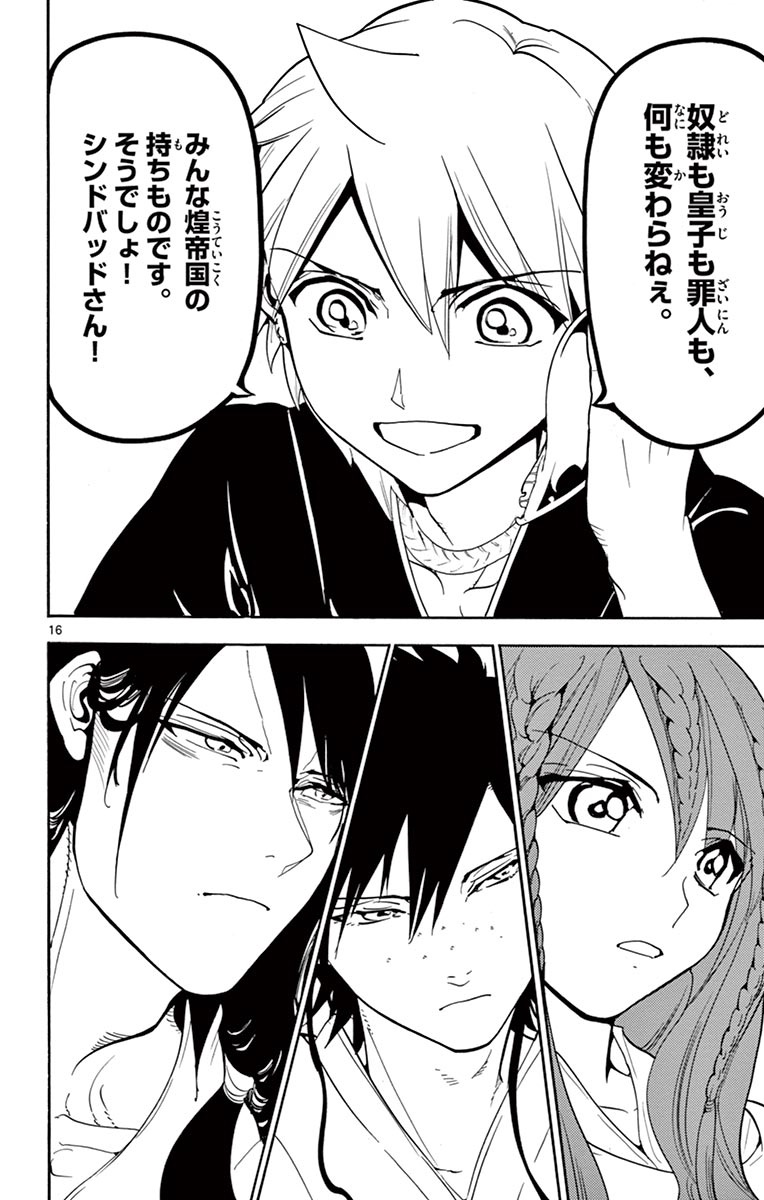 奴隷も皇子も罪人も、
何も変わらねぇ。
みんな煌帝国の
持ちものです。
そうでしょ！
シンドバッドさん！
16